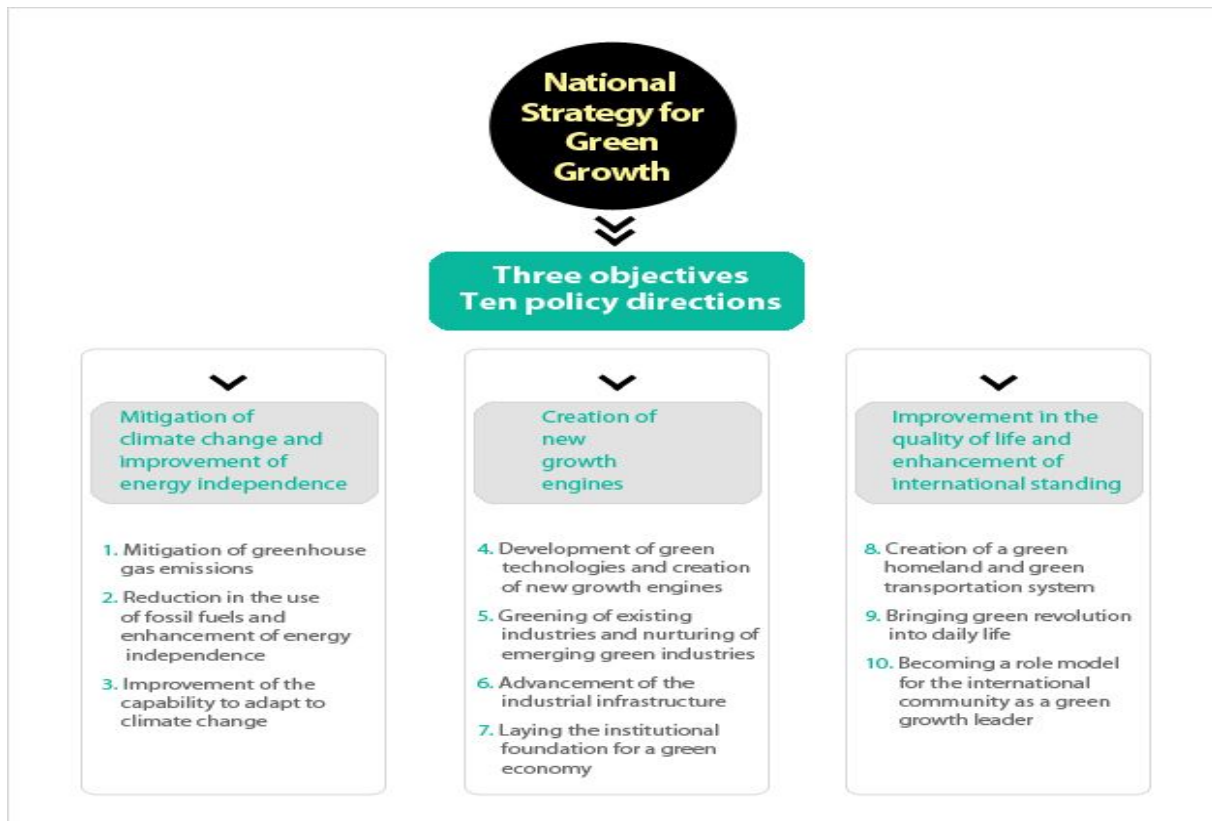 National
Strategy for
Green
Growth
Three objectives
Ten policy directions
Mitigation of
climate change and
improvement of
energy independence
1. Mitigation of greenhouse
gas emissions
2. Reduction in the use
of fossil fuels and
enhancement of energy
independence
3. Improvement of the
capability to adapt to
climate change
Creation of
new
growth
engines
4. Development of green
technologies and creation
of new growth engines
5. Greening of existing
industries and nurturing of
emerging green industries
6. Advancement of the
industrial infrastructure
7. Laying the institutional
foundation for a green
economy
Improvement in the
quality of life and
enhancement of
international standing
8. Creation of a green
homeland and green
transportation system
9. Bringing green revolution
into daily life
10. Becoming a role model
for the international
community as a green
growth leader